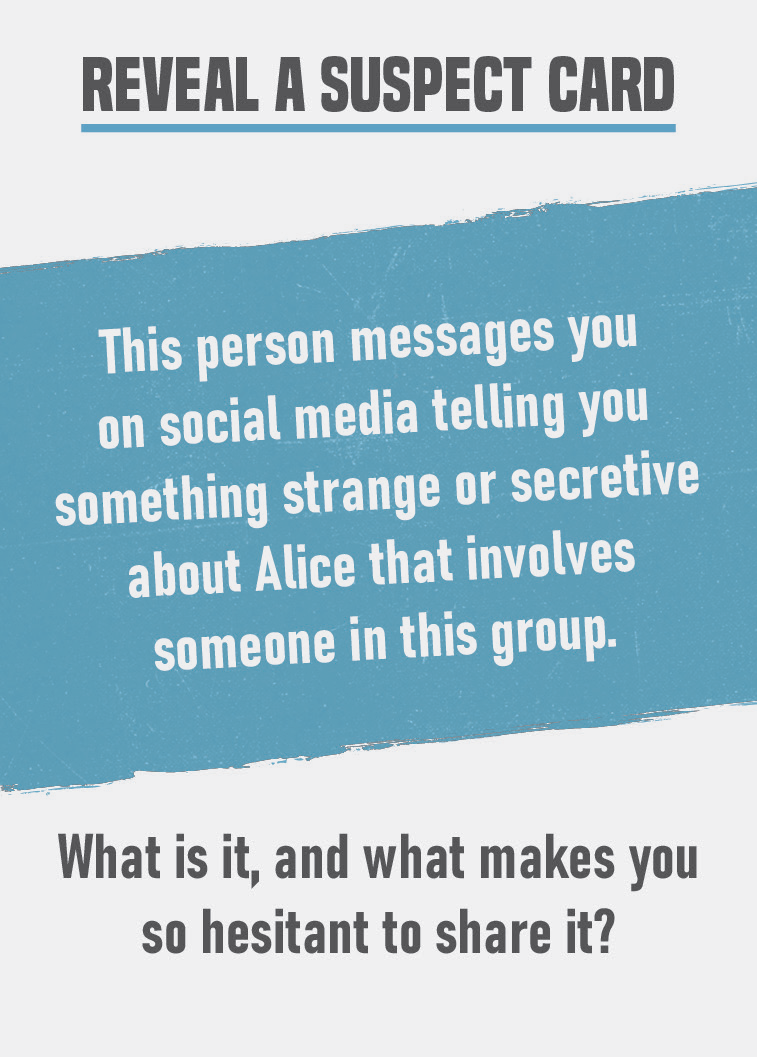 REVEAL A SUSPECT CARD
This person messages you
on social media telling you
something strange or secretive
about Alice that involves
someone in this group.
What is it, and what makes you
so hesitant to share it?